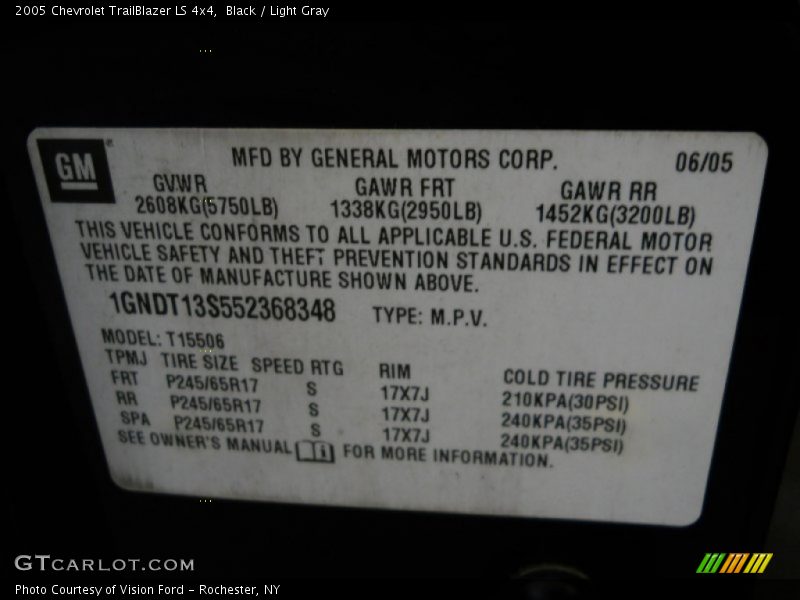 2005 Chevrolet TrailBlazer LS 4x4, Black / Light Gray
GM MFD BY GENERAL MOTORS CORP. 06/05
GVWR GAWR FRT GAWR RR
2608KG(5750LB) 1338KG(2950LB) 1452KG(3200LB)
THIS VEHICLE CONFORMS TO ALL APPLICABLE U.S. FEDERAL MOTOR
VEHICLE SAFETY AND THEFT PREVENTION STANDARDS IN EFFECT ON
THE DATE OF MANUFACTURE SHOWN ABOVE.
1GNDT13S552368348 TYPE: M.P.V.
MODEL: T15506
TPMJ TIRE SIZE SPEED RTG RIM COLD TIRE PRESSURE
FRT P245/65R17 S 17X7J 210KPA(30PSI)
RR P245/65R17 S 17X7J 240KPA(35PSI)
SPA P245/65R17 S 17X7J 240KPA(35PSI)
SEE OWNER'S MANUAL FOR MORE INFORMATION.
GTCARLOT.COM
Photo Courtesy of Vision Ford - Rochester, NY